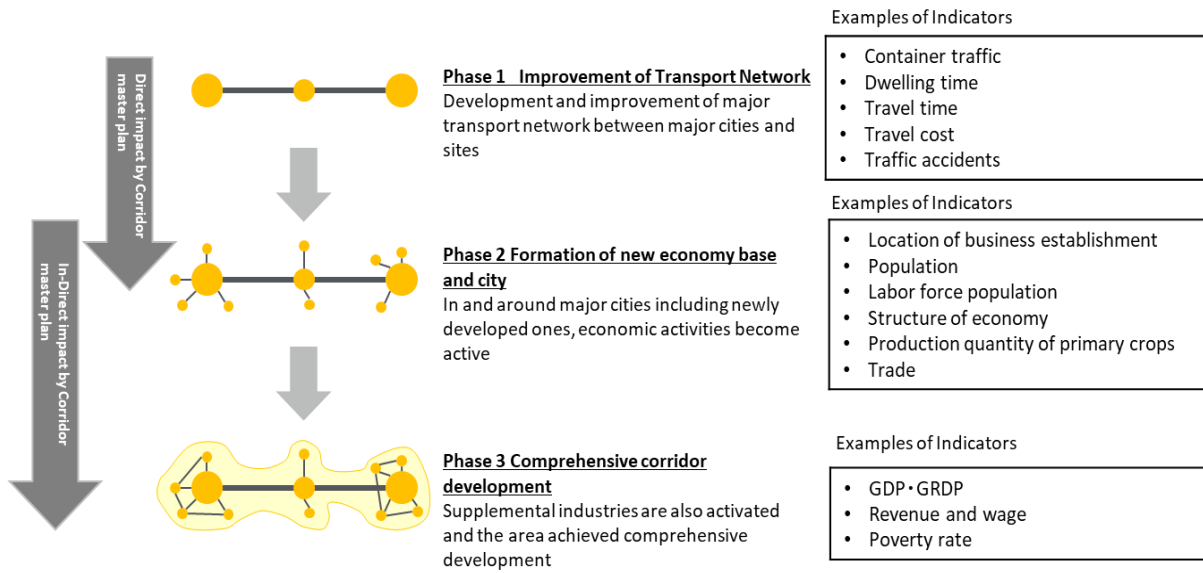 Direct impact by Corridor
master plan
In-Direct impact by Corridor
master plan
Phase 1   Improvement of Transport Network
Development and improvement of major
transport network between major cities and
sites
Examples of Indicators
• Container traffic
• Dwelling time
• Travel time
• Travel cost
• Traffic accidents
Phase 2 Formation of new economy base
and city
In and around major cities including newly
developed ones, economic activities become
active
Examples of Indicators
• Location of business establishment
• Population
• Labor force population
• Structure of economy
• Production quantity of primary crops
• Trade
Phase 3 Comprehensive corridor
development
Supplemental industries are also activated
and the area achieved comprehensive
development
Examples of Indicators
• GDP・GRDP
• Revenue and wage
• Poverty rate